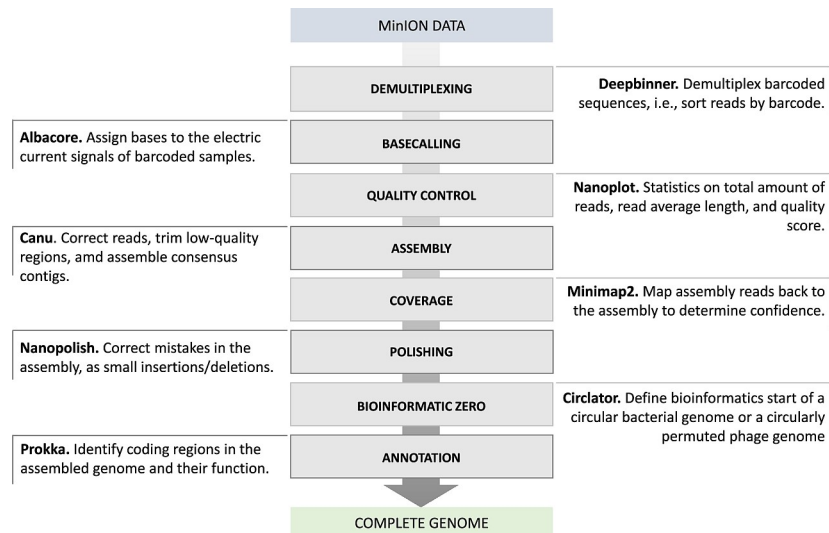 MinION DATA
DEMULTIPLEXING
Deepbinner. Demultiplex barcoded
sequences, i.e., sort reads by barcode.
Albacore. Assign bases to the electric
current signals of barcoded samples.
BASECALLING
QUALITY CONTROL
Nanoplot. Statistics on total amount of
reads, read average length, and quality
score.
Canu. Correct reads, trim low-quality
regions, amd assemble consensus
contigs.
ASSEMBLY
COVERAGE
Minimap2. Map assembly reads back to
the assembly to determine confidence.
Nanopolish. Correct mistakes in the
assembly, as small insertions/deletions.
POLISHING
BIOINFORMATIC ZERO
Circlator. Define bioinformatics start of a
circular bacterial genome or a circularly
permuted phage genome
Prokka. Identify coding regions in the
assembled genome and their function.
ANNOTATION
COMPLETE GENOME